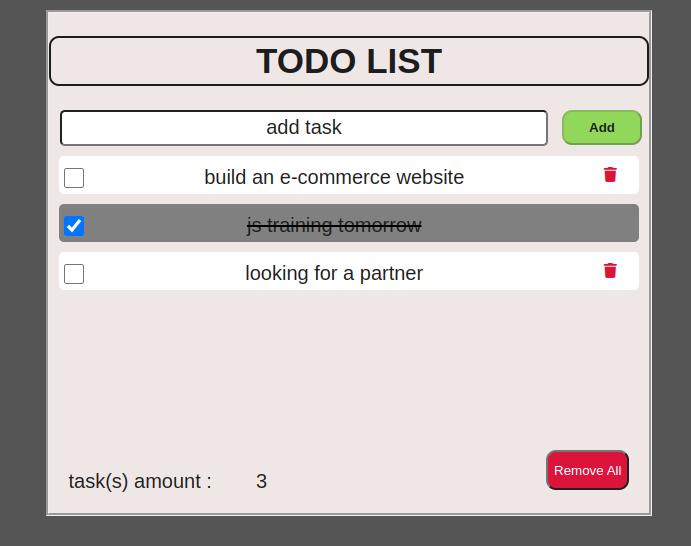 TODO LIST
add task Add
build an e-commerce website
js training tomorrow
looking for a partner
task(s) amount : 3
Remove All